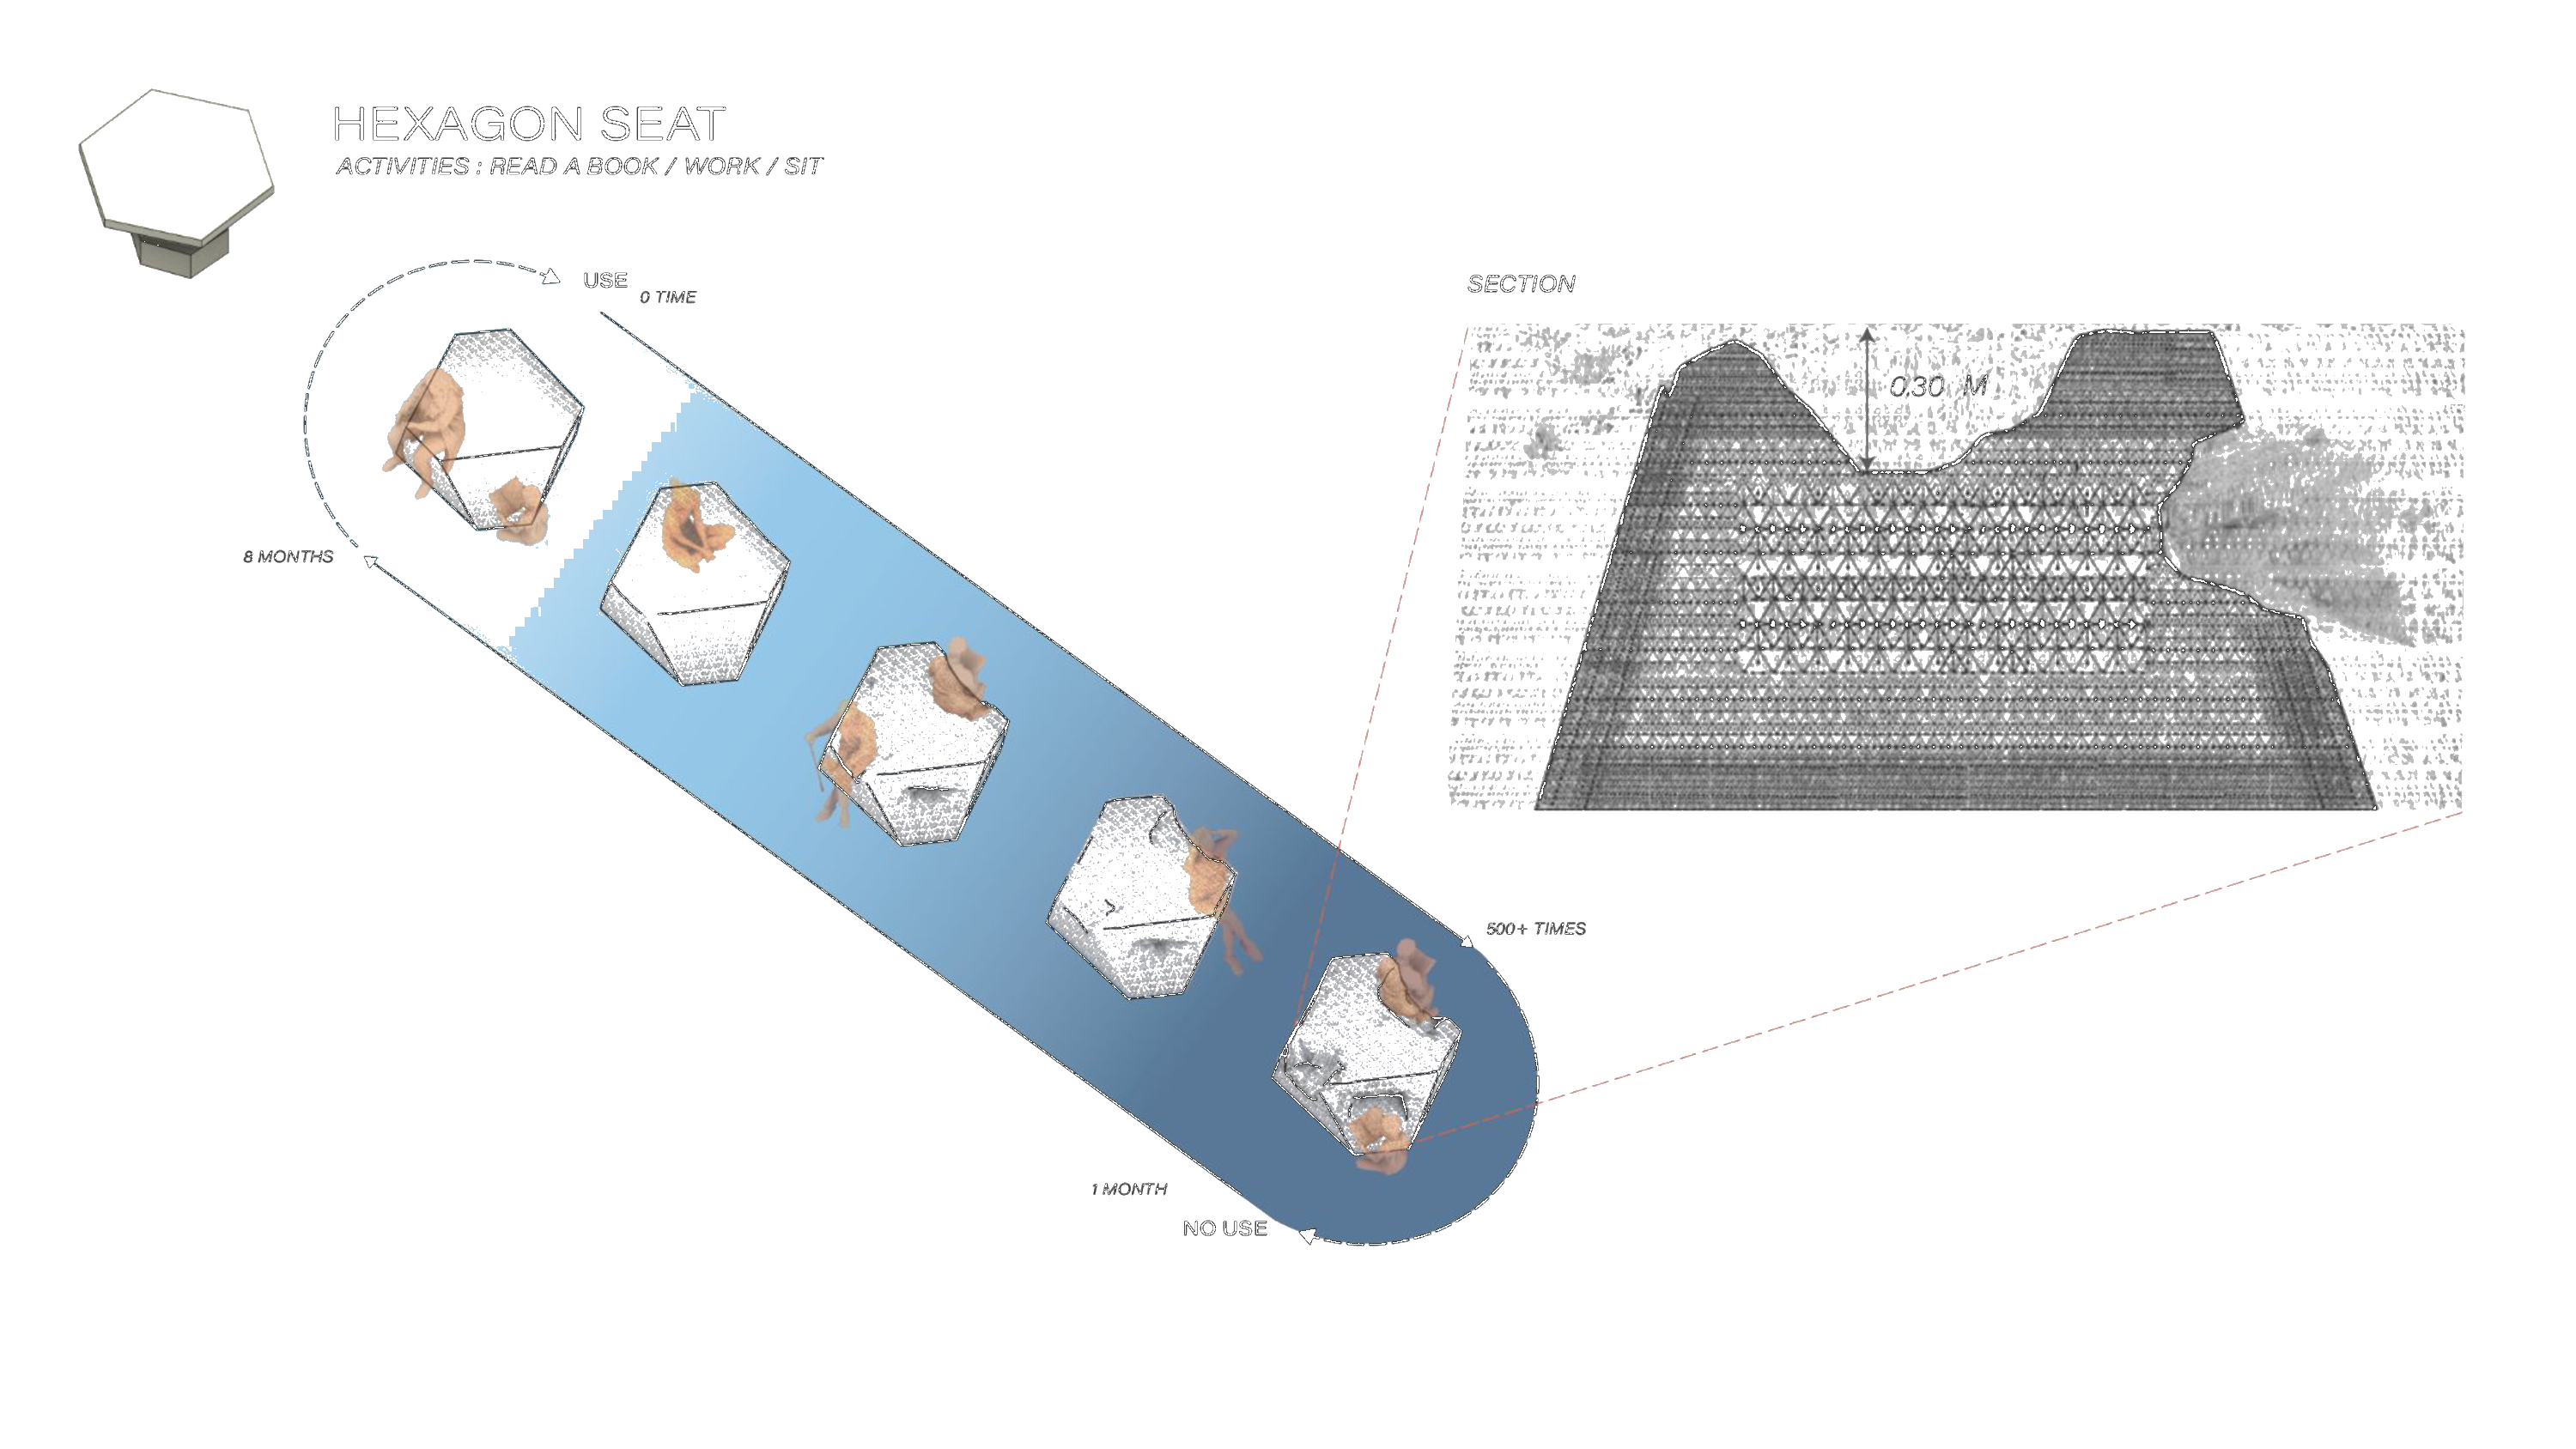 HEXAGON SEAT
ACTIVITIES : READ A BOOK / WORK / SIT
USE
0 TIME
SECTION
0,30 M
8 MONTHS
500+ TIMES
1 MONTH
NO USE